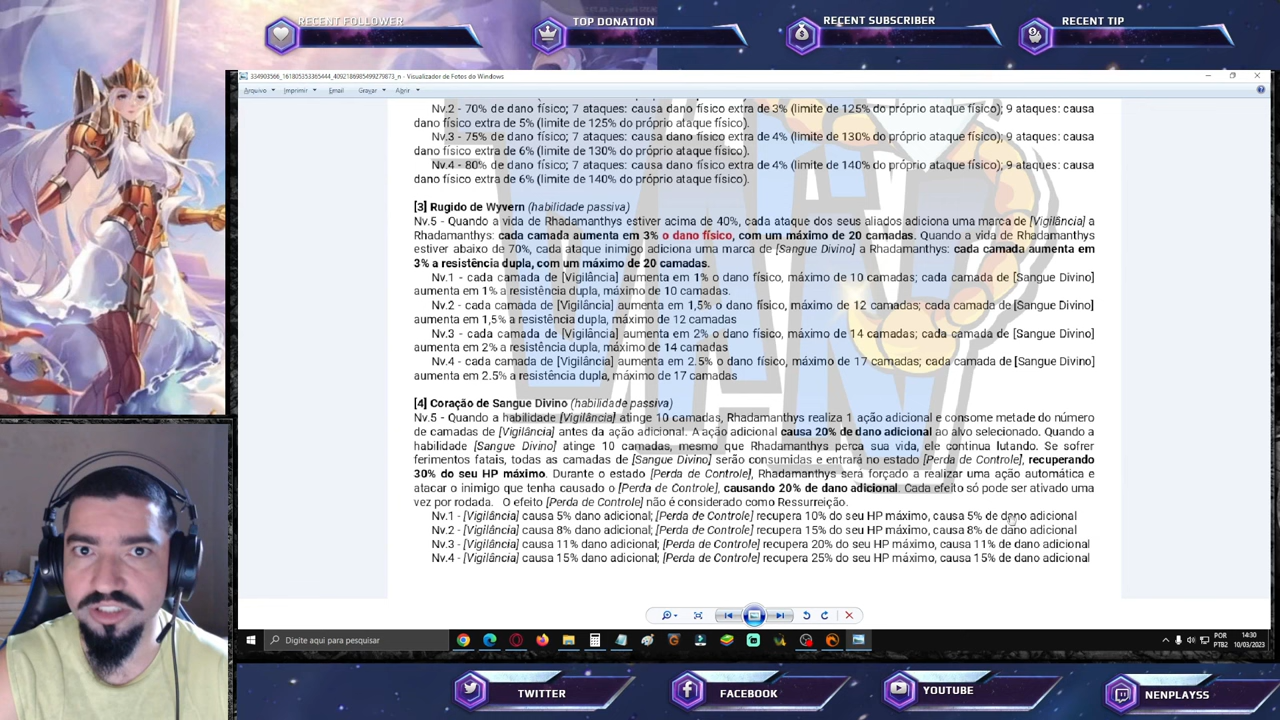 RECENT FOLLOWER
TOP DONATION
RECENT SUBSCRIBER
RECENT TIP
334903566_161805353365444_4092186985499279873_n - Visualizador de Fotos do Windows
Arquivo
Imprimir
Email
Gravar
Abrir
Nv.2 - 70% de dano físico; 7 ataques: causa dano físico extra de 3% (limite de 125% do próprio ataque físico); 9 ataques: causa
dano físico extra de 5% (limite de 125% do próprio ataque físico).
Nv.3 - 75% de dano físico; 7 ataques: causa dano físico extra de 4% (limite de 130% do próprio ataque físico); 9 ataques: causa
dano físico extra de 6% (limite de 130% do próprio ataque físico).
Nv.4 - 80% de dano físico; 7 ataques: causa dano físico extra de 4% (limite de 140% do próprio ataque físico); 9 ataques: causa
dano físico extra de 6% (limite de 140% do próprio ataque físico).
[3] Rugido de Wyvern (habilidade passiva)
Nv.5 - Quando a vida de Rhadamanthys estiver acima de 40%, cada ataque dos seus aliados adiciona uma marca de [Vigilância] a
Rhadamanthys: cada camada aumenta em 3% o dano físico, com um máximo de 20 camadas. Quando a vida de Rhadamanthys
estiver abaixo de 70%, cada ataque inimigo adiciona uma marca de [Sangue Divino] a Rhadamanthys: cada camada aumenta em
3% a resistência dupla, com um máximo de 20 camadas.
Nv.1 - cada camada de [Vigilância] aumenta em 1% o dano físico, máximo de 10 camadas; cada camada de [Sangue Divino]
aumenta em 1% a resistência dupla, máximo de 10 camadas.
Nv.2 - cada camada de [Vigilância] aumenta em 1,5% o dano físico, máximo de 12 camadas; cada camada de [Sangue Divino]
aumenta em 1,5% a resistência dupla, máximo de 12 camadas
Nv.3 - cada camada de [Vigilância] aumenta em 2% o dano físico, máximo de 14 camadas; cada camada de [Sangue Divino]
aumenta em 2% a resistência dupla, máximo de 14 camadas
Nv.4 - cada camada de [Vigilância] aumenta em 2.5% o dano físico, máximo de 17 camadas; cada camada de [Sangue Divino]
aumenta em 2.5% a resistência dupla, máximo de 17 camadas
[4] Coração de Sangue Divino (habilidade passiva)
Nv.5 - Quando a habilidade [Vigilância] atinge 10 camadas, Rhadamanthys realiza 1 ação adicional e consome metade do número
de camadas de [Vigilância] antes da ação adicional. A ação adicional causa 20% de dano adicional ao alvo selecionado. Quando a
habilidade [Sangue Divino] atinge 10 camadas, mesmo que Rhadamanthys perca sua vida, ele continua lutando. Se sofrer
ferimentos fatais, todas as camadas de [Sangue Divino] serão consumidas e entrará no estado [Perda de Controle], recuperando
30% do seu HP máximo. Durante o estado [Perda de Controle], Rhadamanthys será forçado a realizar uma ação automática e
atacar o inimigo que tenha causado o [Perda de Controle], causando 20% de dano adicional. Cada efeito só pode ser ativado uma
vez por rodada. O efeito [Perda de Controle] não é considerado como Ressurreição.
Nv.1 - [Vigilância] causa 5% dano adicional; [Perda de Controle] recupera 10% do seu HP máximo, causa 5% de dano adicional
Nv.2 - [Vigilância] causa 8% dano adicional; [Perda de Controle] recupera 15% do seu HP máximo, causa 8% de dano adicional
Nv.3 - [Vigilância] causa 11% dano adicional; [Perda de Controle] recupera 20% do seu HP máximo, causa 11% de dano adicional
Nv.4 - [Vigilância] causa 15% dano adicional; [Perda de Controle] recupera 25% do seu HP máximo, causa 15% de dano adicional
Digite aqui para pesquisar
POR
PTB2
14:30
10/03/2023
TWITTER
FACEBOOK
YOUTUBE
NENPLAYSS